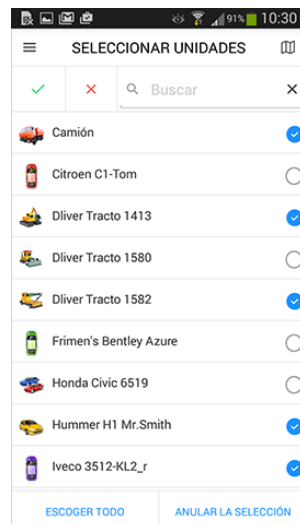 91% 10:30
SELECCIONAR UNIDADES
Buscar
Camión
Citroen C1-Tom
Dliver Tracto 1413
Dliver Tracto 1580
Dliver Tracto 1582
Frimen's Bentley Azure
Honda Civic 6519
Hummer H1 Mr.Smith
Iveco 3512-KL2_r
ESCOGER TODO ANULAR LA SELECCIÓN